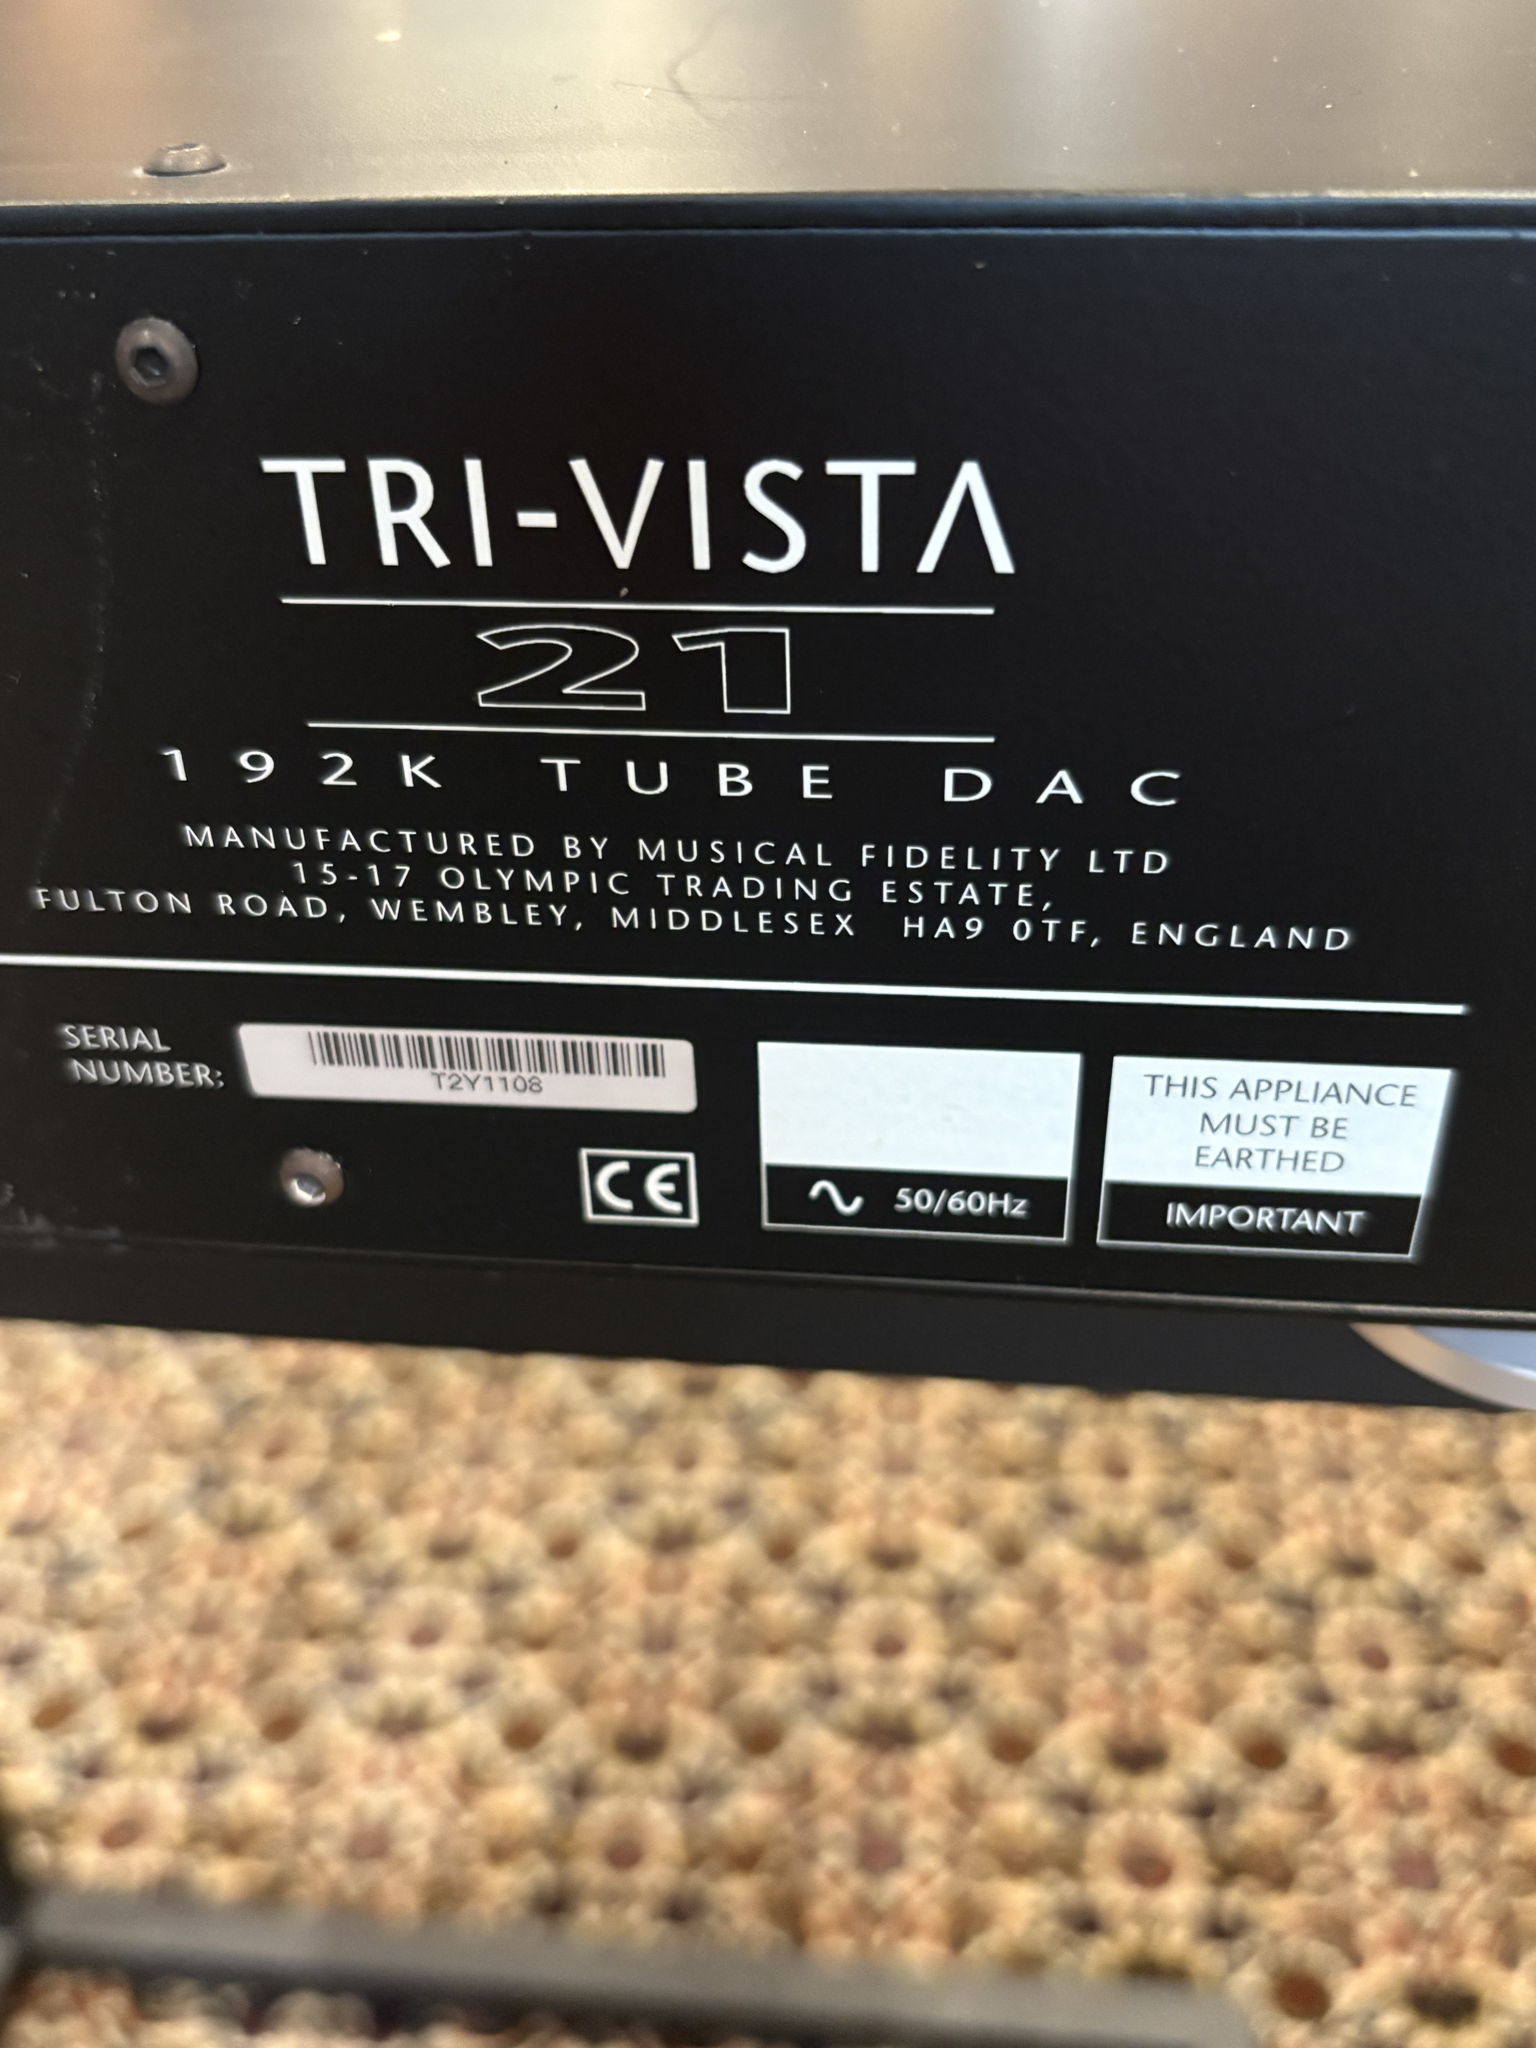 TRI-VISTA
21
192K TUBE DAC
MANUFACTURED BY MUSICAL FIDELITY LTD
15-17 OLYMPIC TRADING ESTATE,
FULTON ROAD, WEMBLEY, MIDDLESEX HA9 0TF, ENGLAND
SERIAL
NUMBER:
T2Y1108
CE
50/60Hz
THIS APPLIANCE
MUST BE
EARTHED
IMPORTANT